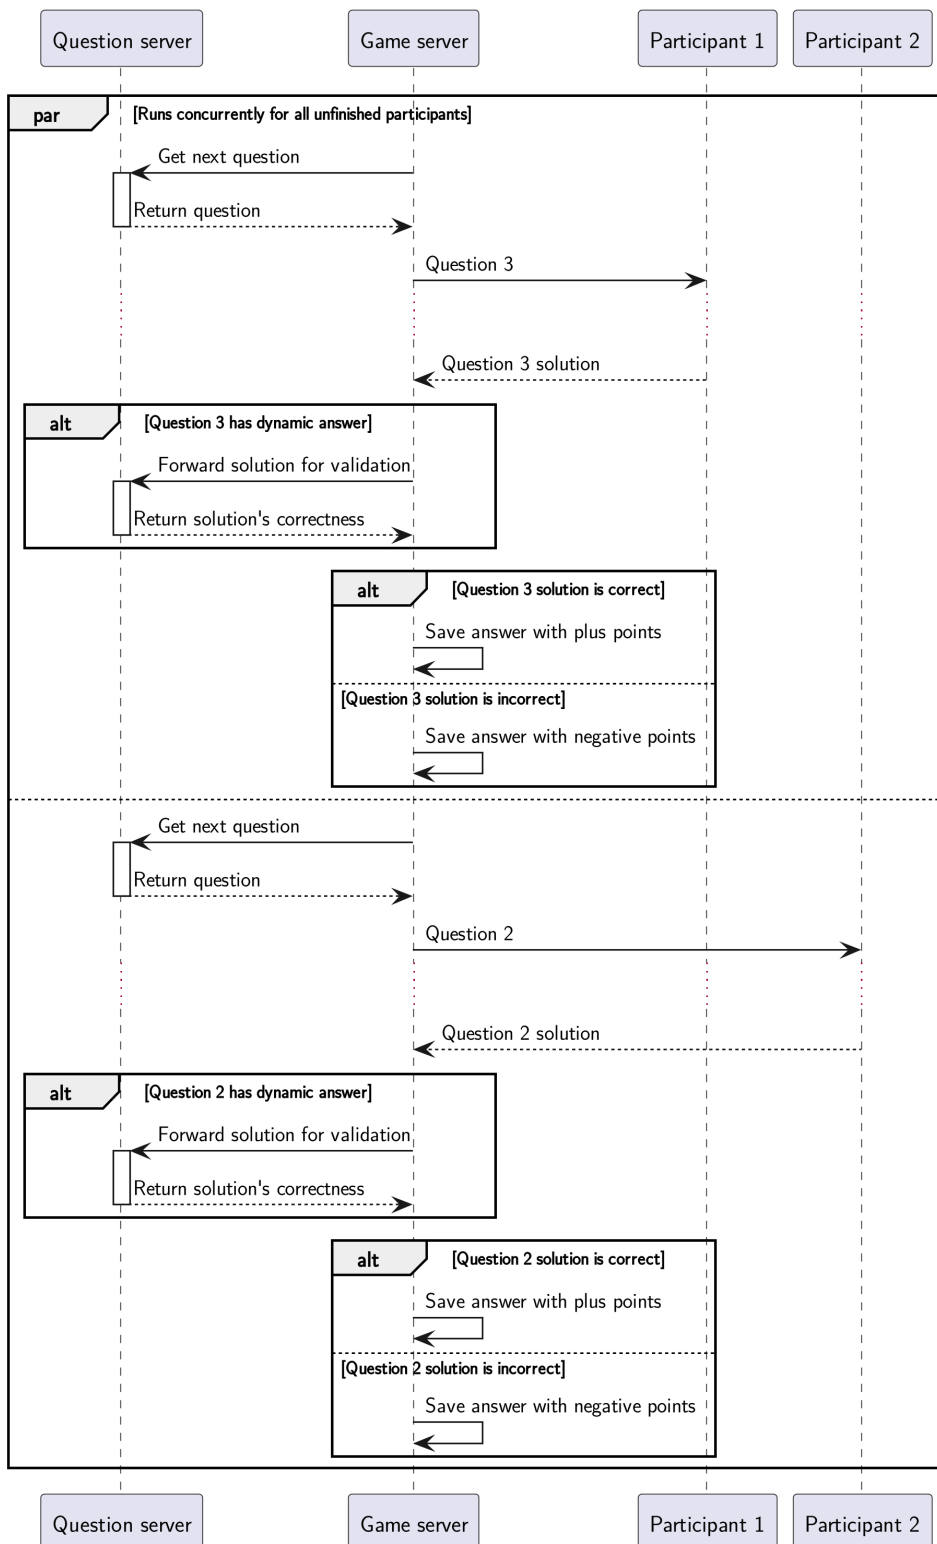 Question server
Game server
Participant 1
Participant 2
par
[Runs concurrently for all unfinished participants]
Get next question
Return question
Question 3
Question 3 solution
alt
[Question 3 has dynamic answer]
Forward solution for validation
Return solution's correctness
alt
[Question 3 solution is correct]
Save answer with plus points
[Question 3 solution is incorrect]
Save answer with negative points
Get next question
Return question
Question 2
Question 2 solution
alt
[Question 2 has dynamic answer]
Forward solution for validation
Return solution's correctness
alt
[Question 2 solution is correct]
Save answer with plus points
[Question 2 solution is incorrect]
Save answer with negative points
Question server
Game server
Participant 1
Participant 2